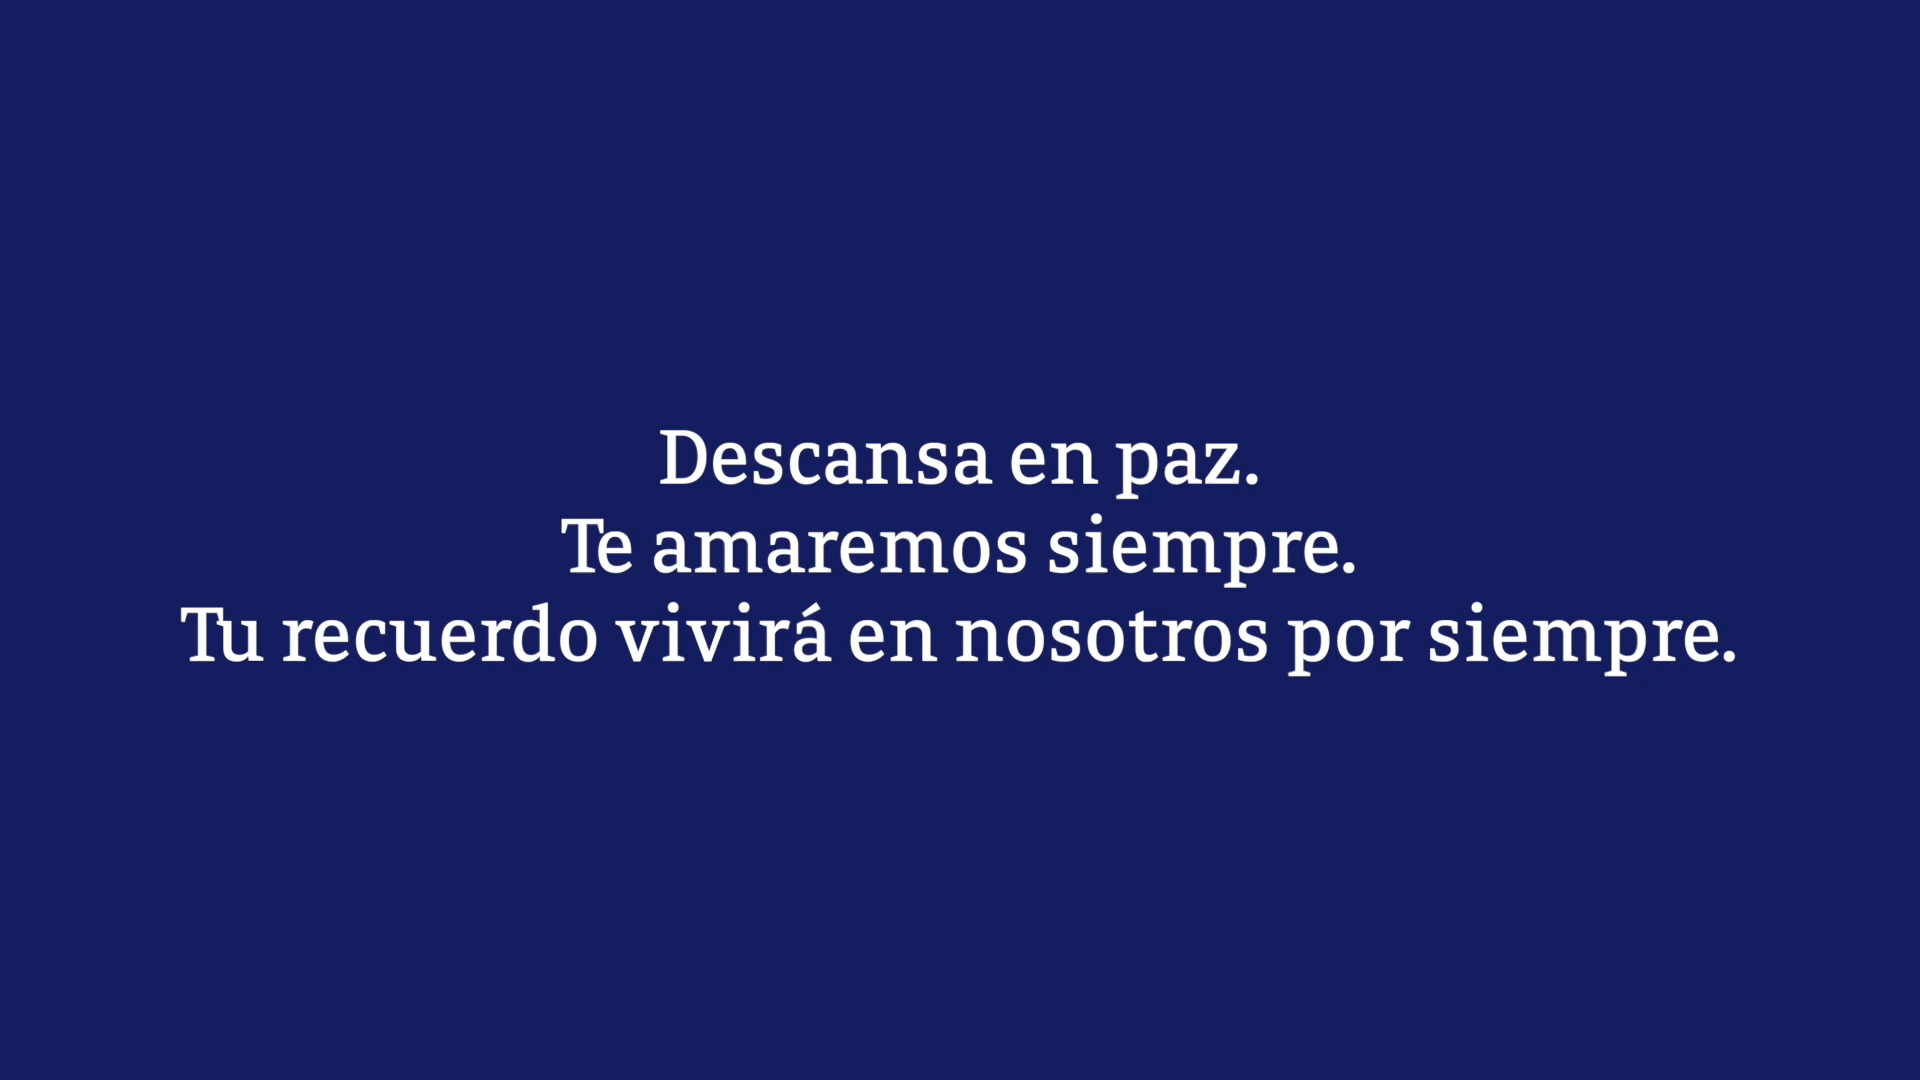 Descansa en paz.
Te amaremos siempre.
Tu recuerdo vivirá en nosotros por siempre.